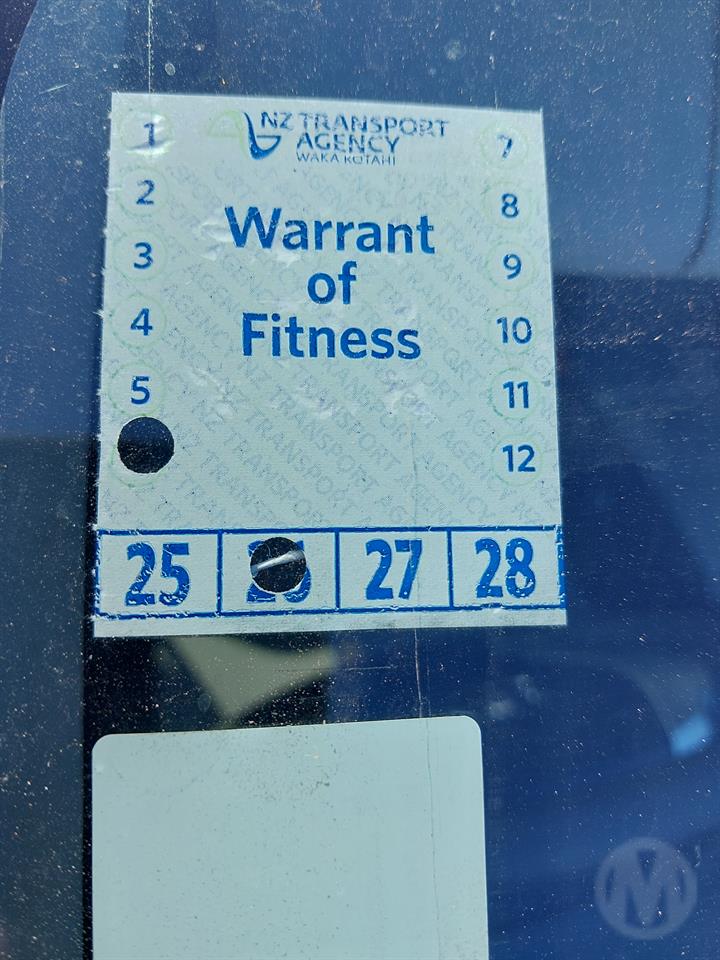 NZ TRANSPORT
AGENCY
WAKA KOTAHI
Warrant
of
Fitness
1
2
3
4
5
7
8
9
10
11
12
25 27 28
M